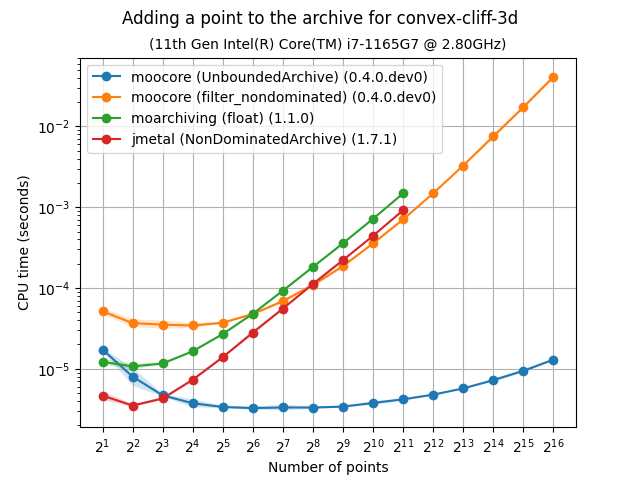 Adding a point to the archive for convex-cliff-3d
(11th Gen Intel(R) Core(TM) i7-1165G7 @ 2.80GHz)
moocore (UnboundedArchive) (0.4.0.dev0)
moocore (filter_nondominated) (0.4.0.dev0)
moarchiving (float) (1.1.0)
jmetal (NonDominatedArchive) (1.7.1)
CPU time (seconds)
10⁻²
10⁻³
10⁻⁴
10⁻⁵
2¹ 2² 2³ 2⁴ 2⁵ 2⁶ 2⁷ 2⁸ 2⁹ 2¹⁰ 2¹¹ 2¹² 2¹³ 2¹⁴ 2¹⁵ 2¹⁶
Number of points